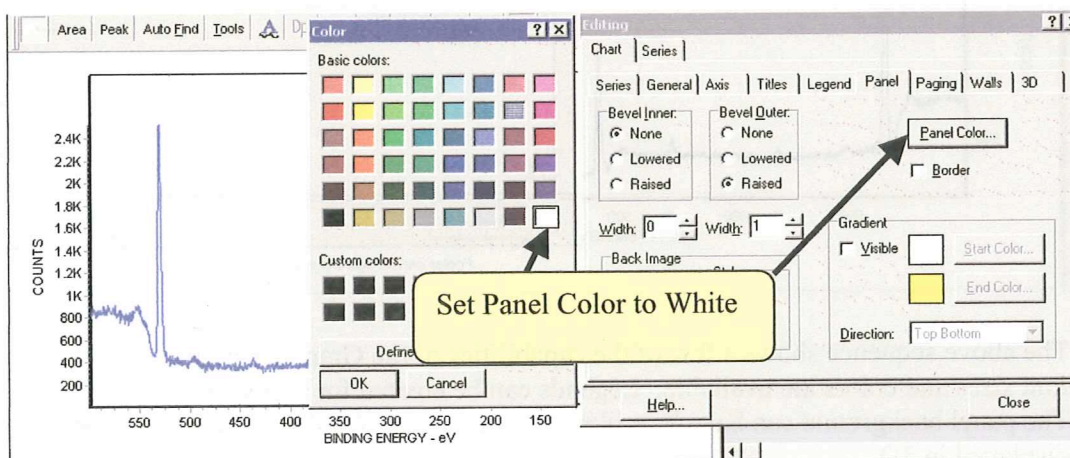 Area Peak Auto Find Tools
Color
Basic colors:
Custom colors:
Define
OK Cancel
2.4K
2.2K
2K
1.8K
1.6K
1.4K
1.2K
1K
800
600
400
200
COUNTS
550 500 450 400 350 300 250 200 150
BINDING ENERGY - eV
Editing
Chart Series
Series General Axis Titles Legend Panel Paging Walls 3D
Bevel Inner:
None
Lowered
Raised
Width: 0
Bevel Outer:
None
Lowered
Raised
Width: 1
Panel Color...
Border
Back Image
Gradient
Visible
Start Color...
End Color...
Direction: Top Bottom
Help... Close
Set Panel Color to White